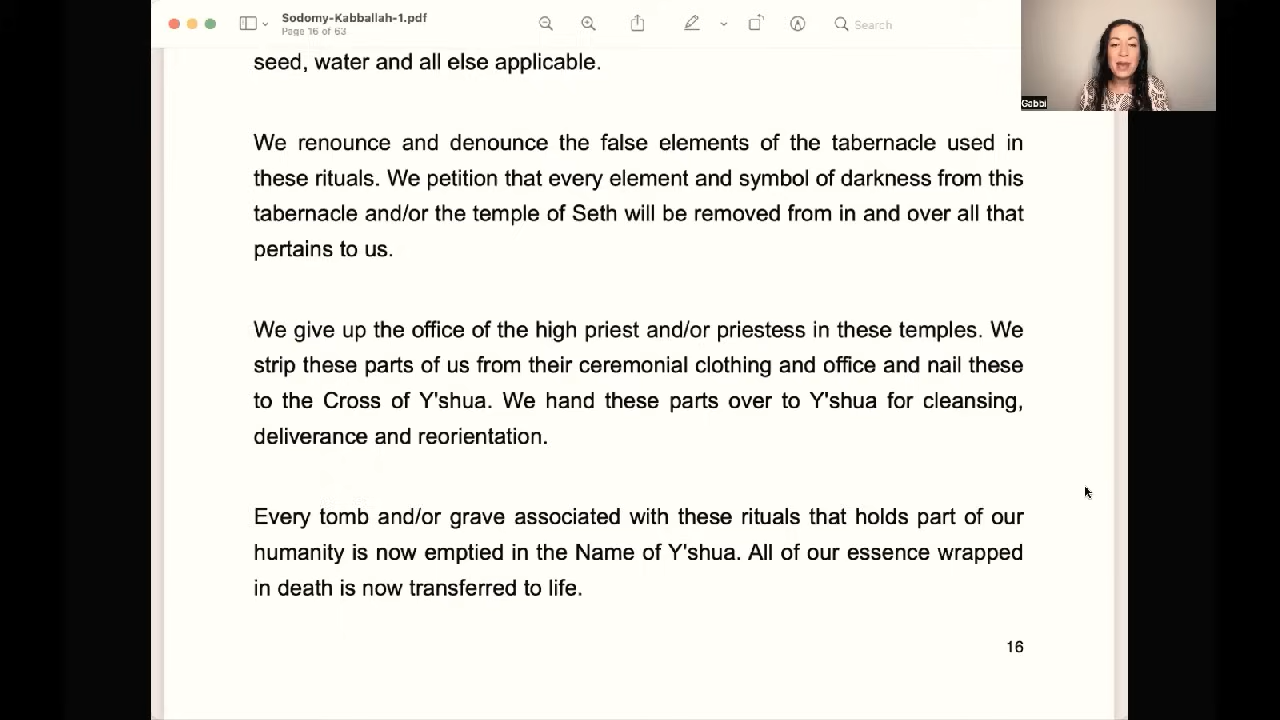 Sodomy-Kabballah-1.pdf
Page 16 of 63
Search
Gabbi
seed, water and all else applicable.
We renounce and denounce the false elements of the tabernacle used in
these rituals. We petition that every element and symbol of darkness from this
tabernacle and/or the temple of Seth will be removed from in and over all that
pertains to us.
We give up the office of the high priest and/or priestess in these temples. We
strip these parts of us from their ceremonial clothing and office and nail these
to the Cross of Y'shua. We hand these parts over to Y'shua for cleansing,
deliverance and reorientation.
Every tomb and/or grave associated with these rituals that holds part of our
humanity is now emptied in the Name of Y'shua. All of our essence wrapped
in death is now transferred to life.
16